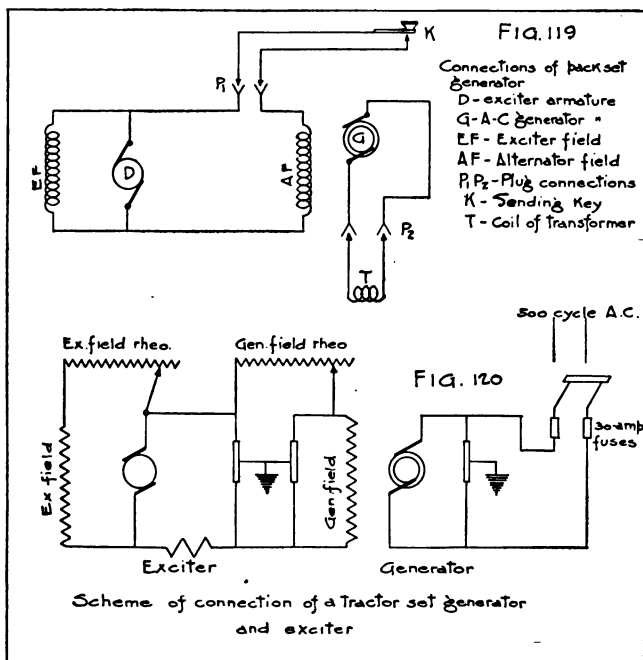 FIG. 119
K
Connections of packset
generator
D - exciter armature
G - A-C generator "
EF - Exciter field
AF - Alternator field
P₁ P₂ - Plug connections
K - Sending Key
T - Coil of transformer
P₁
EF
D
AF
G
P₂
T
500 cycle A.C.
Ex. field rheo.
Gen. field rheo
FIG. 120
30-amp
fuses
Ex field
Gen. field
Exciter
Generator
Scheme of connection of a tractor set generator
and exciter